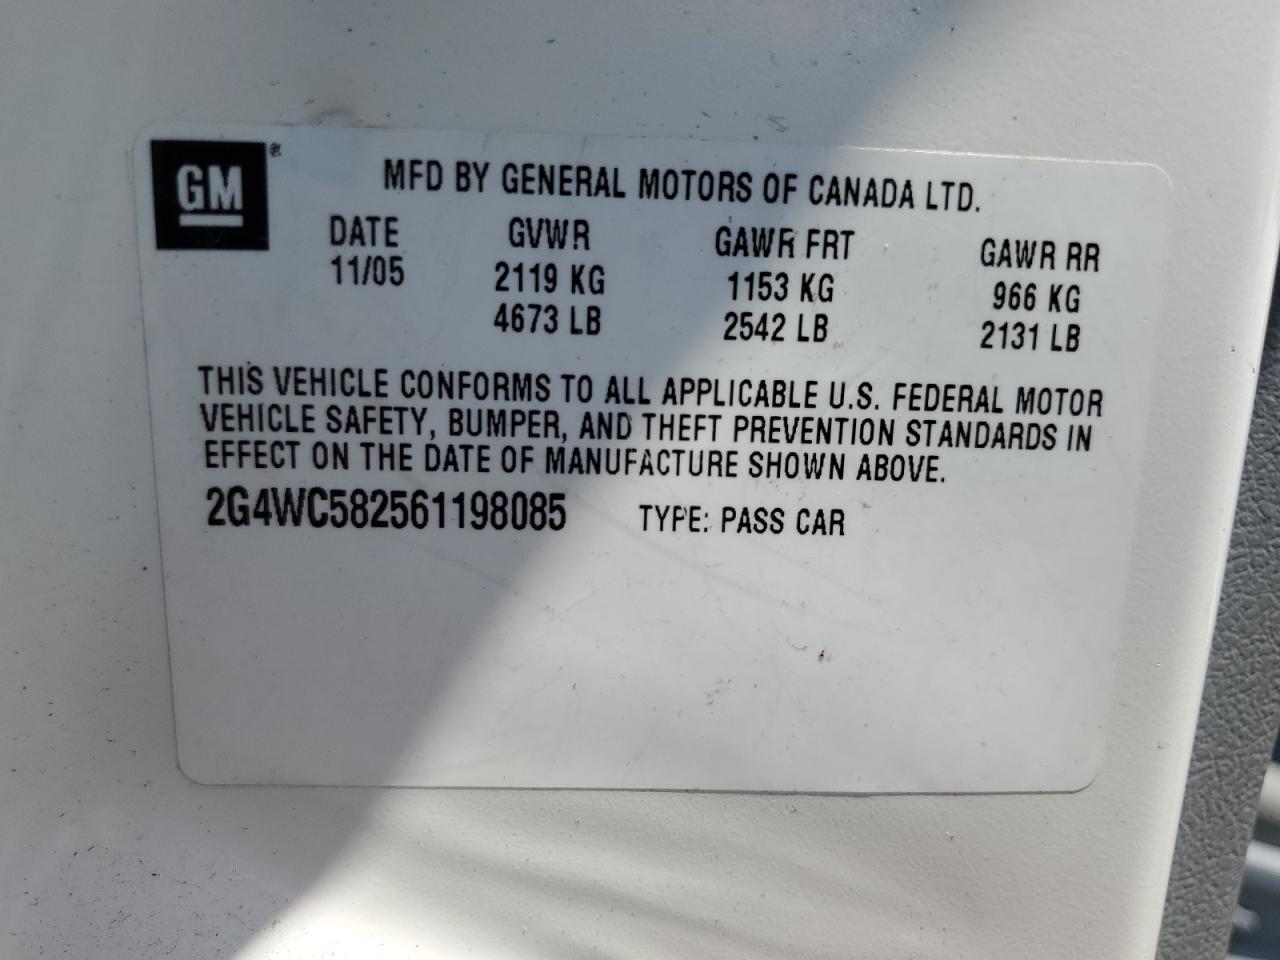 GM®
MFD BY GENERAL MOTORS OF CANADA LTD.
DATE GVWR GAWR FRT GAWR RR
11/05 2119 KG 1153 KG 966 KG
4673 LB 2542 LB 2131 LB
THIS VEHICLE CONFORMS TO ALL APPLICABLE U.S. FEDERAL MOTOR
VEHICLE SAFETY, BUMPER, AND THEFT PREVENTION STANDARDS IN
EFFECT ON THE DATE OF MANUFACTURE SHOWN ABOVE.
2G4WC582561198085 TYPE: PASS CAR